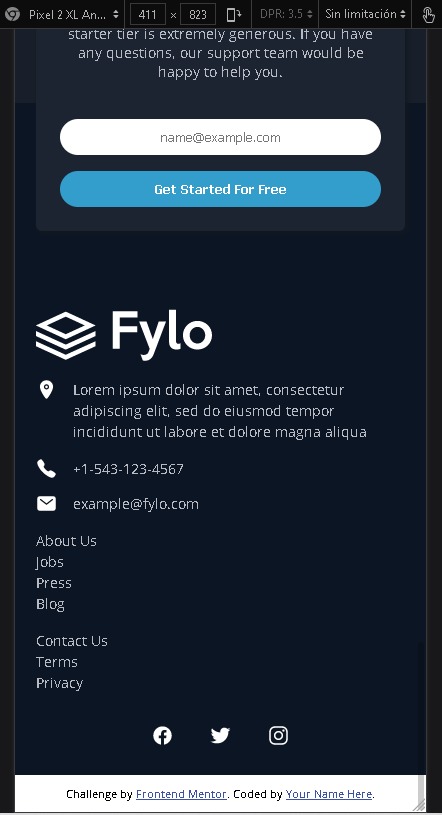 Pixel 2 XL An... 411 × 823 DPR: 3.5 Sin limitación
starter tier is extremely generous. If you have
any questions, our support team would be
happy to help you.
name@example.com
Get Started For Free
Fylo
Lorem ipsum dolor sit amet, consectetur
adipiscing elit, sed do eiusmod tempor
incididunt ut labore et dolore magna aliqua
+1-543-123-4567
example@fylo.com
About Us
Jobs
Press
Blog
Contact Us
Terms
Privacy
Challenge by Frontend Mentor. Coded by Your Name Here.